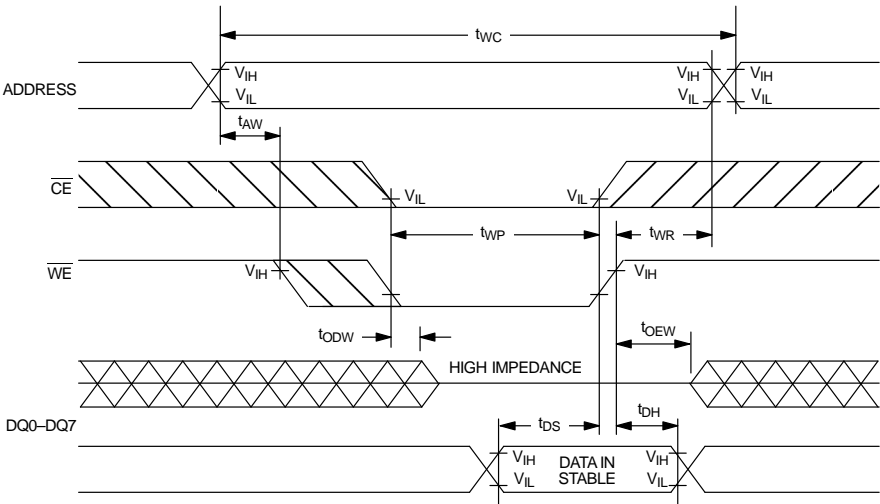 tWC
ADDRESS
VIH
VIL
VIH
VIL
VIH
VIL
tAW
CE
VIL
VIL
tWP
tWR
WE
VIH
VIH
tODW
tOEW
HIGH IMPEDANCE
DQ0–DQ7
tDS
tDH
VIH
VIL
DATA IN
STABLE
VIH
VIL